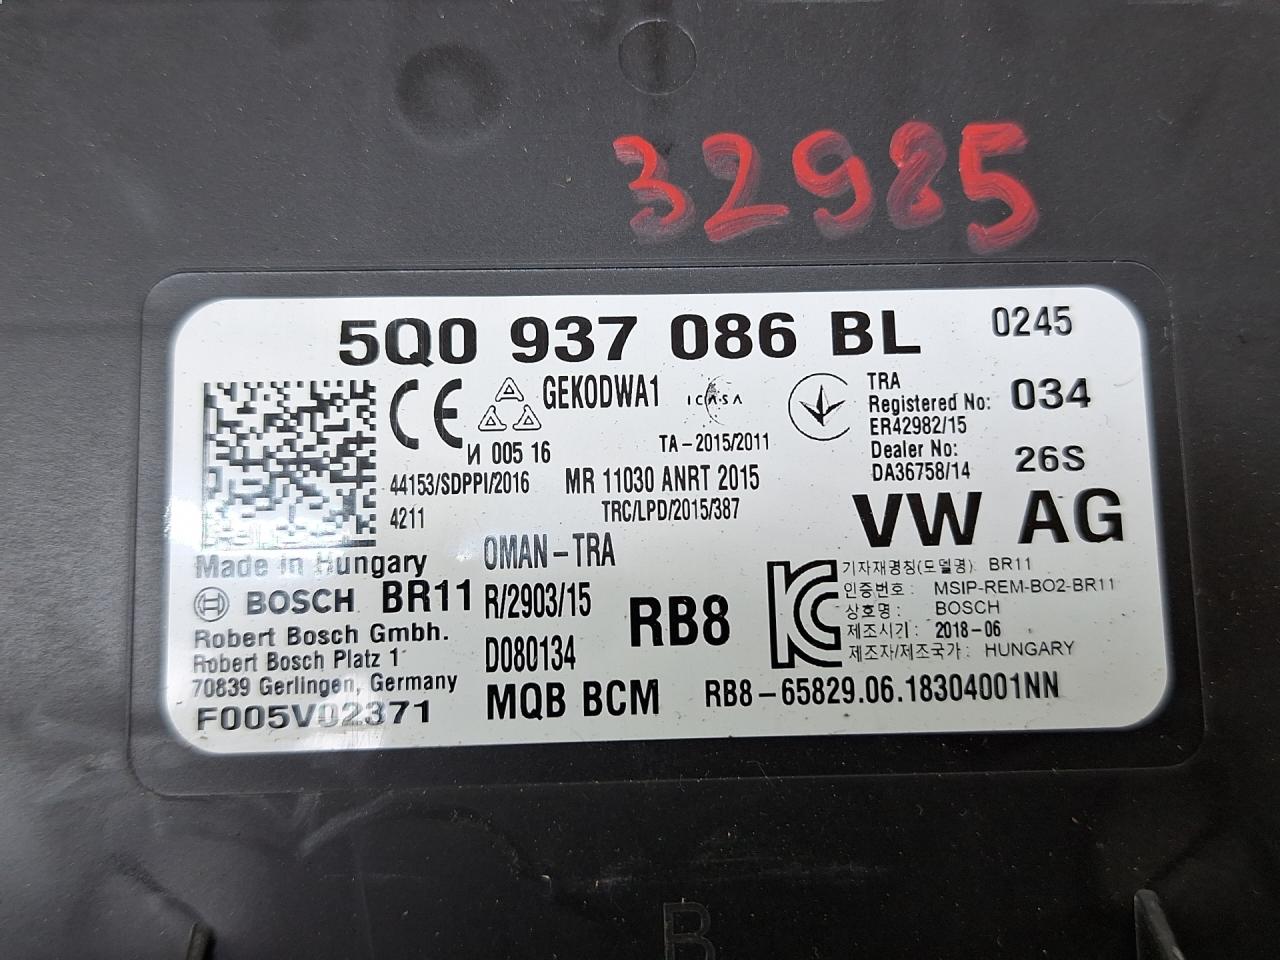 32985
5Q0 937 086 BL 0245
CE GEKODWA1 ICASA TRA
Registered No: 034
ER42982/15
И 005 16 TA-2015/2011 Dealer No: 26S
DA36758/14
44153/SDPPI/2016 MR 11030 ANRT 2015
4211 TRC/LPD/2015/387 VW AG
Made in Hungary OMAN-TRA
BOSCH BR11 R/2903/15 RB8
기자재명칭(모델명): BR11
인증번호: MSIP-REM-BO2-BR11
상호명: BOSCH
제조시기: 2018-06
제조자/제조국가: HUNGARY
Robert Bosch Gmbh.
Robert Bosch Platz 1 D080134
70839 Gerlingen, Germany
F005V02371 MQB BCM RB8-65829.06.18304001NN
B